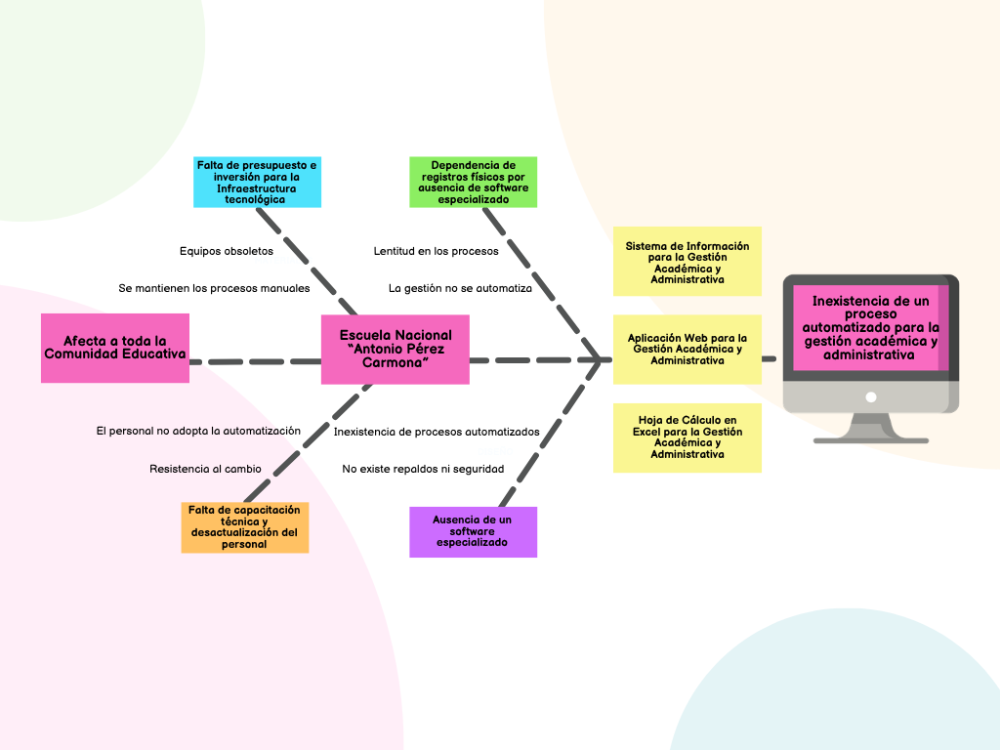 Falta de presupuesto e
inversión para la
Infraestructura
tecnológica
Dependencia de
registros físicos por
ausencia de software
especializado
Equipos obsoletos
Se mantienen los procesos manuales
Lentitud en los procesos
La gestión no se automatiza
Sistema de Información
para la Gestión
Académica y
Administrativa
Afecta a toda la
Comunidad Educativa
Escuela Nacional
"Antonio Pérez
Carmona"
Aplicación Web para la
Gestión Académica y
Administrativa
Inexistencia de un
proceso
automatizado para la
gestión académica y
administrativa
Hoja de Cálculo en
Excel para la Gestión
Académica y
Administrativa
El personal no adopta la automatización
Resistencia al cambio
Inexistencia de procesos automatizados
No existe repaldos ni seguridad
Falta de capacitación
técnica y
desactualización del
personal
Ausencia de un
software
especializado